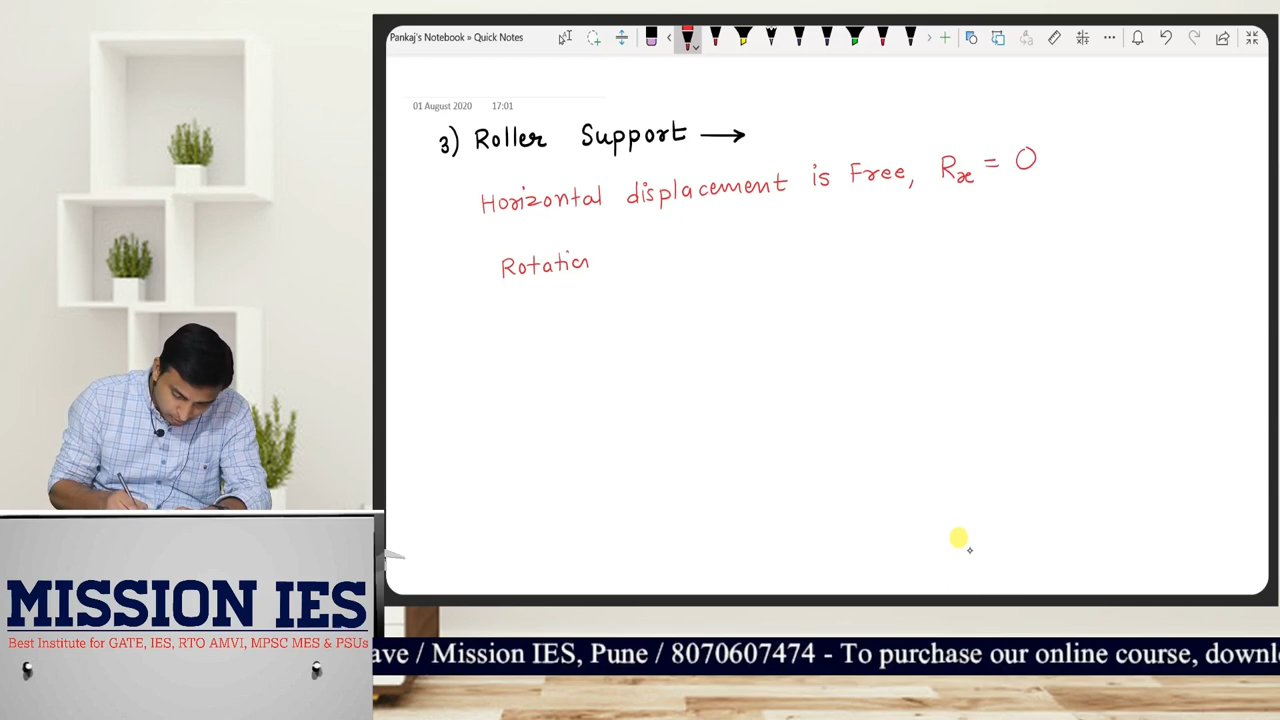 Pankaj's Notebook » Quick Notes
01 August 2020 17:01
3) Roller Support →
Horizontal displacement is Free, Rx = 0
Rotation
MISSION IES
Best Institute for GATE, IES, RTO AMVI, MPSC MES & PSUs
ave / Mission IES, Pune / 8070607474 - To purchase our online course, downl